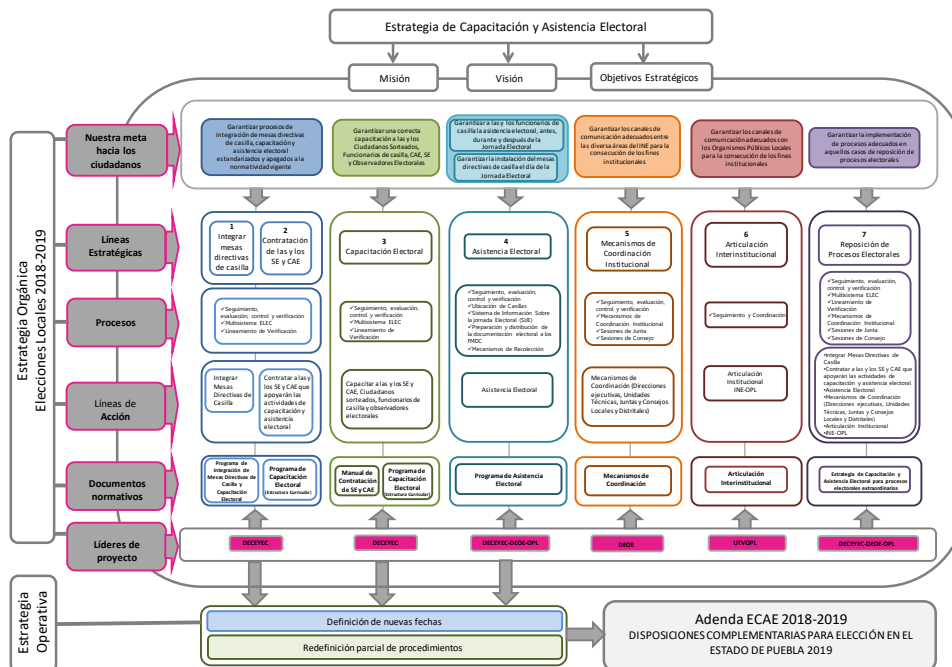 Estrategia de Capacitación y Asistencia Electoral
Misión
Visión
Objetivos Estratégicos
Estrategia Orgánica
Elecciones Locales 2018-2019
Nuestra meta
hacia los
ciudadanos
Garantizar procesos de
integración de mesas directivas
de casilla, capacitación y
asistencia electoral
estandarizados y apegados a la
normatividad vigente
Garantizar una correcta
capacitación a las y los
Ciudadanos Sorteados,
Funcionarios de casilla, CAE, SE
y Observadores Electorales
Garantizar a las y los funcionarios de
casilla la asistencia electoral, antes,
durante y después de la
Jornada Electoral
Garantizar la instalación del mesas
directivas de casilla el día de la
Jornada Electoral
Garantizar los canales de
comunicación adecuados entre
las diversa áreas del INE para la
consecución de los fines
institucionales
Garantizar los canales de
comunicación adecuados con
los Organismos Públicos Locales
para la consecución de los fines
institucionales
Garantizar la implementación
de procesos adecuados en
aquellos casos de reposición de
procesos electorales
Líneas
Estratégicas
1
Integrar
mesas
directivas
de casilla
2
Contratación
de las y los
SE y CAE
3
Capacitación Electoral
4
Asistencia Electoral
5
Mecanismos de
Coordinación
Institucional
6
Articulación
Interinstitucional
7
Reposición de
Procesos Electorales
Procesos
✓Seguimiento,
evaluación, control y verificación
✓Multisistema ELEC
✓Lineamiento de Verificación
✓Seguimiento, evaluación,
control y verificación
✓Multisistema ELEC
✓Lineamiento de
Verificación
✓Seguimiento, evaluación,
control y verificación
✓Ubicación de Casillas
✓Sistema de Información Sobre
la Jornada Electoral (SIJE)
✓Preparación y distribución de
la documentación electoral a los
FMDC
✓Mecanismos de Recolección
✓Seguimiento, evaluación,
control y verificación
✓Mecanismos de
Coordinación Institucional
✓Sesiones de Junta
✓Sesiones de Consejo
✓Seguimiento y Coordinación
✓Seguimiento, evaluación,
control y verificación
✓Multisistema ELEC
✓Lineamiento de
Verificación
✓Mecanismos de
Coordinación Institucional
✓Sesiones de Junta
✓Sesiones de Consejo
Líneas de
Acción
Integrar
Mesas
Directivas de
Casilla
Contratar a las y
los SE y CAE que
apoyarán las
actividades de
capacitación y
asistencia
electoral
Capacitar a las y los SE y
CAE, Ciudadanos
sorteados, funcionarios de
casilla y observadores
electorales
Asistencia Electoral
Mecanismos de
Coordinación (Direcciones
ejecutivas, Unidades
Técnicas, Juntas y Consejos
Locales y Distritales)
Articulación
Institucional
INE-OPL
•Integrar Mesas Directivas de
Casilla
•Contratar a las y los SE y CAE que
apoyarán las actividades de
capacitación y asistencia electoral
•Asistencia Electoral
•Mecanismos de Coordinación
(Direcciones ejecutivas, Unidades
Técnicas, Juntas y Consejos
Locales y Distritales)
•Articulación Institucional
•INE-OPL
Documentos
normativos
Programa de
Integración de
Mesas Directivas de
Casilla y
Capacitación
Electoral
Programa de
Capacitación
Electoral
(Estructura Curricular)
Manual de
Contratación
de SE y CAE
Programa de
Capacitación
Electoral
(Estructura Curricular)
Programa de Asistencia
Electoral
Mecanismos de
Coordinación
Articulación
Interinstitucional
Estrategia de Capacitación y
Asistencia Electoral para procesos
electorales extraordinarios
Líderes de
proyecto
DECEYEC
DECEYEC
DECEYEC-DEOE-OPL
DEOE
UTVOPL
DECEYEC-DEOE-OPL
Estrategia
Operativa
Definición de nuevas fechas
Redefinición parcial de procedimientos
Adenda ECAE 2018-2019
DISPOSICIONES COMPLEMENTARIAS PARA ELECCIÓN EN EL
ESTADO DE PUEBLA 2019